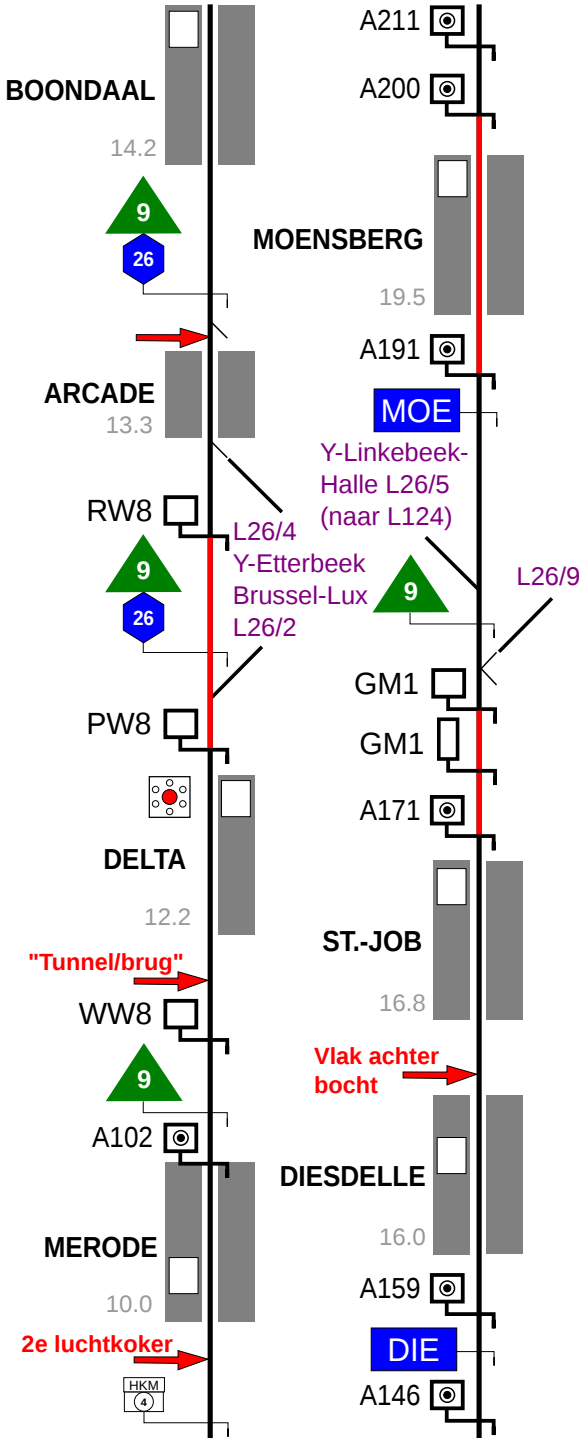 BOONDAAL
14.2
9
26
ARCADE
13.3
RW8
L26/4
9
Y-Etterbeek
Brussel-Lux
26
L26/2
PW8
DELTA
12.2
"Tunnel/brug"
WW8
9
A102
MERODE
10.0
2e luchtkoker
HKM
4
A211
A200
MOENSBERG
19.5
A191
MOE
Y-Linkebeek-
Halle L26/5
(naar L124)
9
L26/9
GM1
GM1
A171
ST.-JOB
16.8
Vlak achter
bocht
DIESDELLE
16.0
A159
DIE
A146